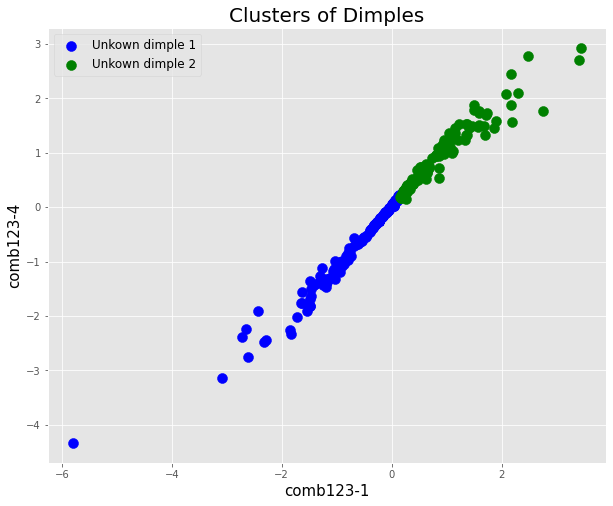 Clusters of Dimples
Unkown dimple 1
Unkown dimple 2
3
2
1
0
−1
−2
−3
−4
comb123-4
−6
−4
−2
0
2
comb123-1